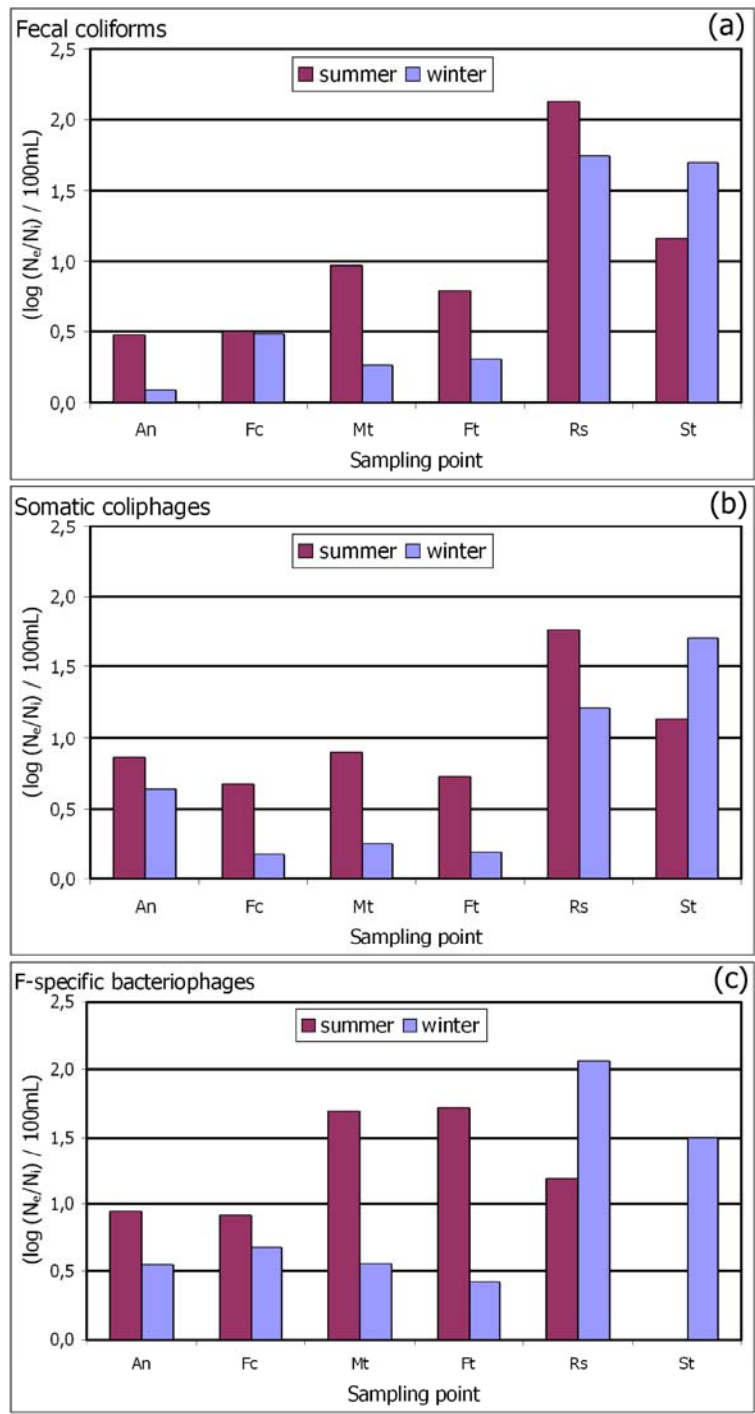 Fecal coliforms (a)
summer winter
(log (Nₑ/Nᵢ) / 100mL)
2,5
2,0
1,5
1,0
0,5
0,0
An Fc Mt Ft Rs St
Sampling point
Somatic coliphages (b)
summer winter
(log (Nₑ/Nᵢ) / 100mL)
2,5
2,0
1,5
1,0
0,5
0,0
An Fc Mt Ft Rs St
Sampling point
F-specific bacteriophages (c)
summer winter
(log (Nₑ/Nᵢ) / 100mL)
2,5
2,0
1,5
1,0
0,5
0,0
An Fc Mt Ft Rs St
Sampling point